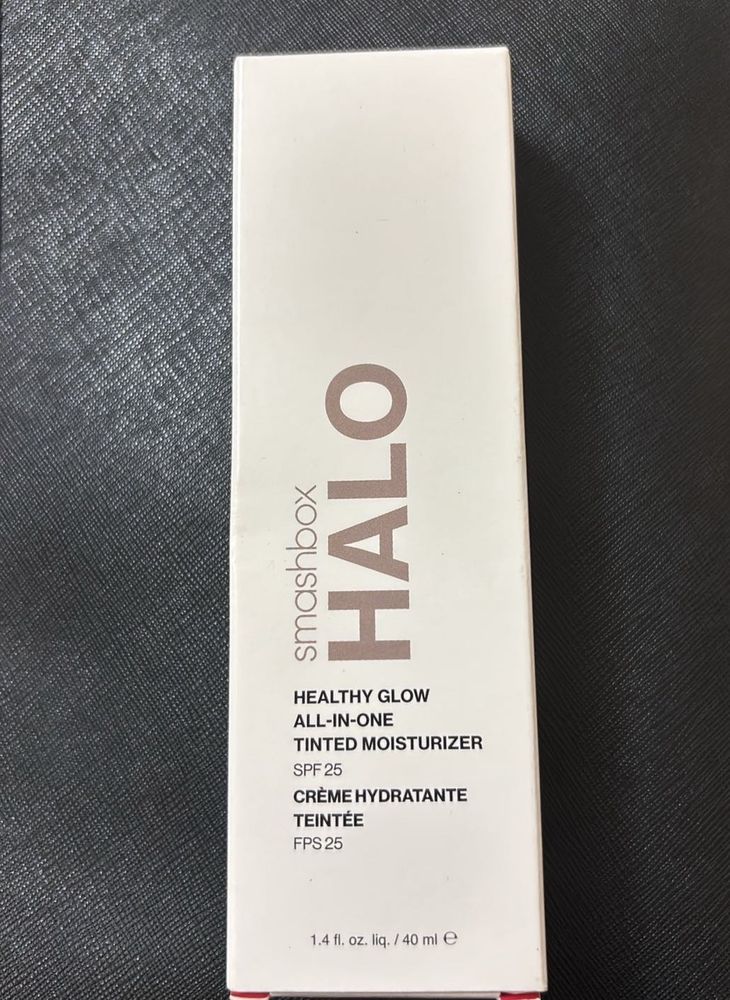 smashbox
HALO
HEALTHY GLOW
ALL-IN-ONE
TINTED MOISTURIZER
SPF 25
CRÈME HYDRATANTE
TEINTÉE
FPS 25
1.4 fl. oz. liq. / 40 ml ℮